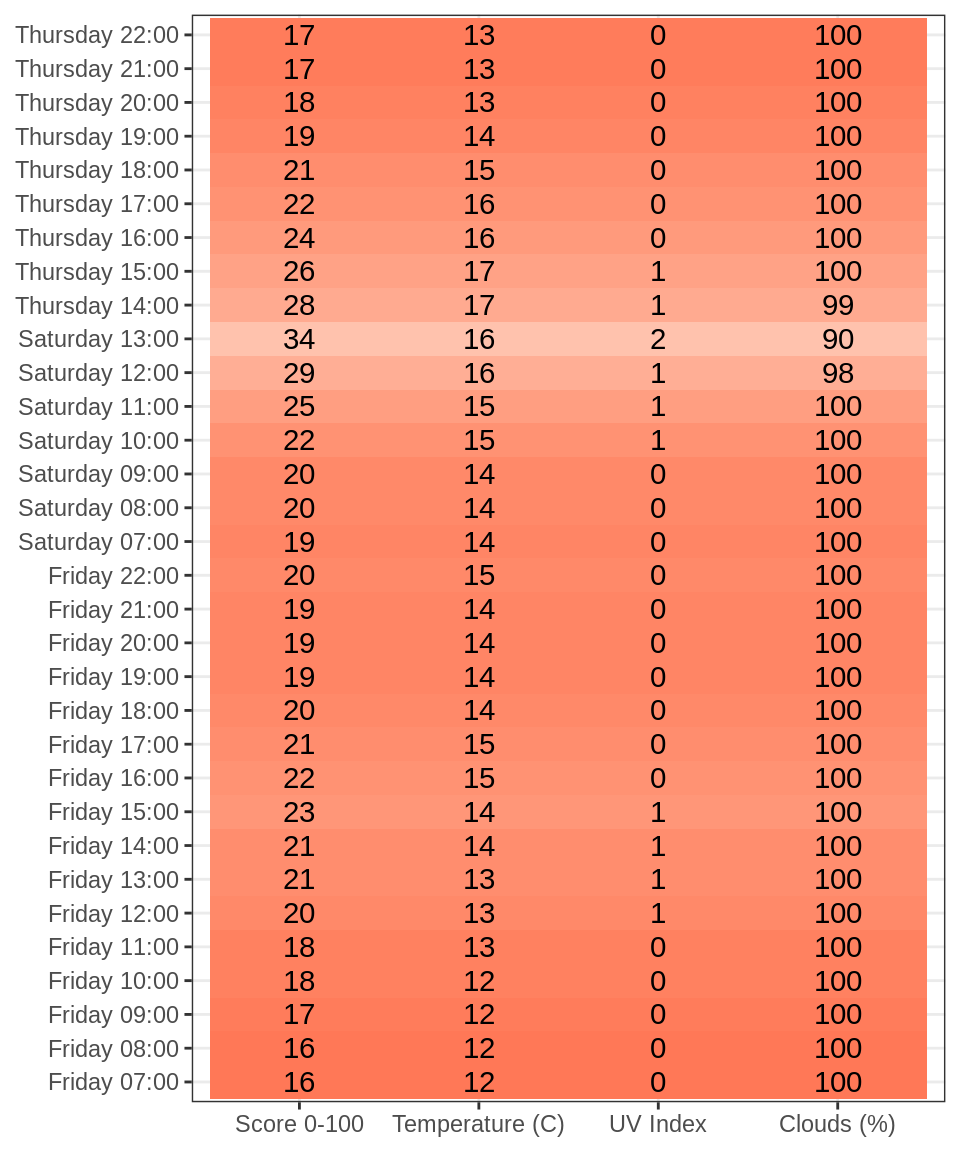 Thursday 22:00 17 13 0 100
Thursday 21:00 17 13 0 100
Thursday 20:00 18 13 0 100
Thursday 19:00 19 14 0 100
Thursday 18:00 21 15 0 100
Thursday 17:00 22 16 0 100
Thursday 16:00 24 16 0 100
Thursday 15:00 26 17 1 100
Thursday 14:00 28 17 1 99
Saturday 13:00 34 16 2 90
Saturday 12:00 29 16 1 98
Saturday 11:00 25 15 1 100
Saturday 10:00 22 15 1 100
Saturday 09:00 20 14 0 100
Saturday 08:00 20 14 0 100
Saturday 07:00 19 14 0 100
Friday 22:00 20 15 0 100
Friday 21:00 19 14 0 100
Friday 20:00 19 14 0 100
Friday 19:00 19 14 0 100
Friday 18:00 20 14 0 100
Friday 17:00 21 15 0 100
Friday 16:00 22 15 0 100
Friday 15:00 23 14 1 100
Friday 14:00 21 14 1 100
Friday 13:00 21 13 1 100
Friday 12:00 20 13 1 100
Friday 11:00 18 13 0 100
Friday 10:00 18 12 0 100
Friday 09:00 17 12 0 100
Friday 08:00 16 12 0 100
Friday 07:00 16 12 0 100
Score 0-100 Temperature (C) UV Index Clouds (%)